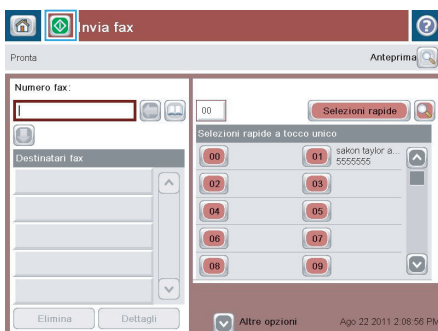 Invia fax
Pronta
Anteprima
Numero fax:
00
Selezioni rapide
Selezioni rapide a tocco unico
Destinatari fax
00
01 sakon taylor a...
5555555
02
03
04
05
06
07
08
09
Elimina
Dettagli
Altre opzioni
Ago 22 2011 2:08:56 PM